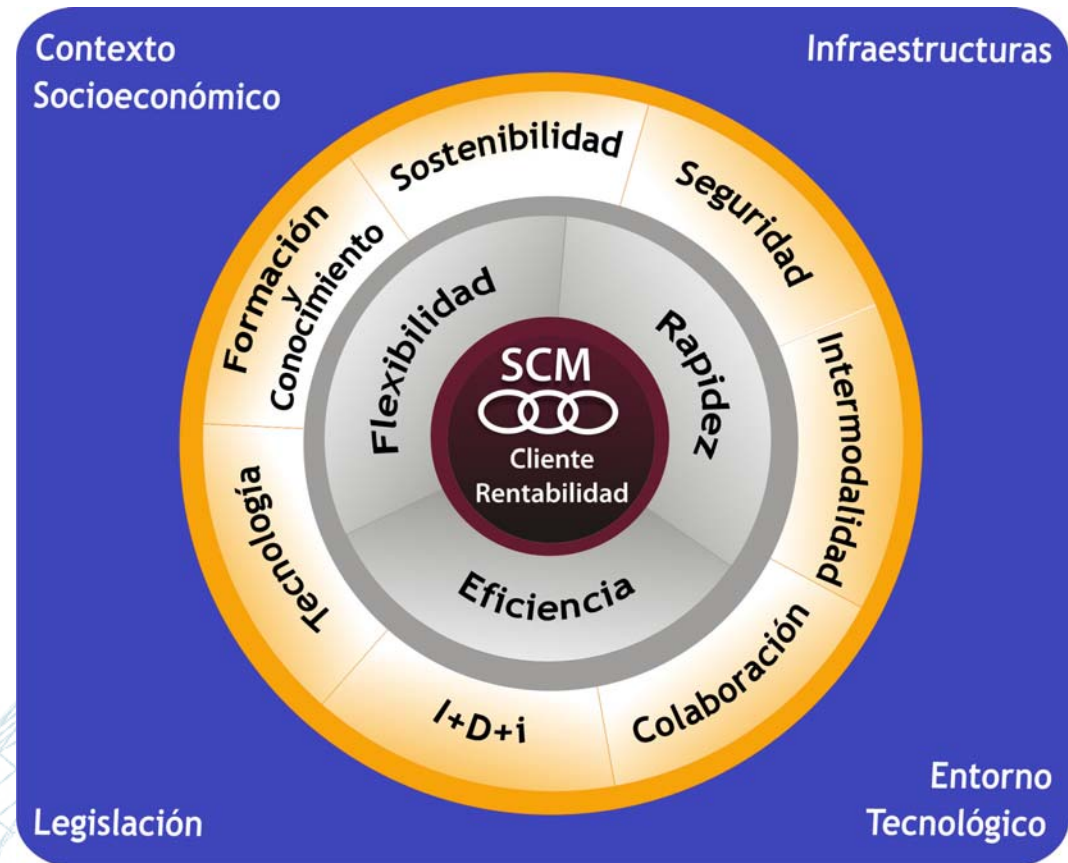 Contexto
Socioeconómico
Infraestructuras
Sostenibilidad
Seguridad
Intermodalidad
Colaboración
I+D+i
Tecnología
Formación
y
Conocimiento
Flexibilidad
Rapidez
Eficiencia
SCM
Cliente
Rentabilidad
Legislación
Entorno
Tecnológico